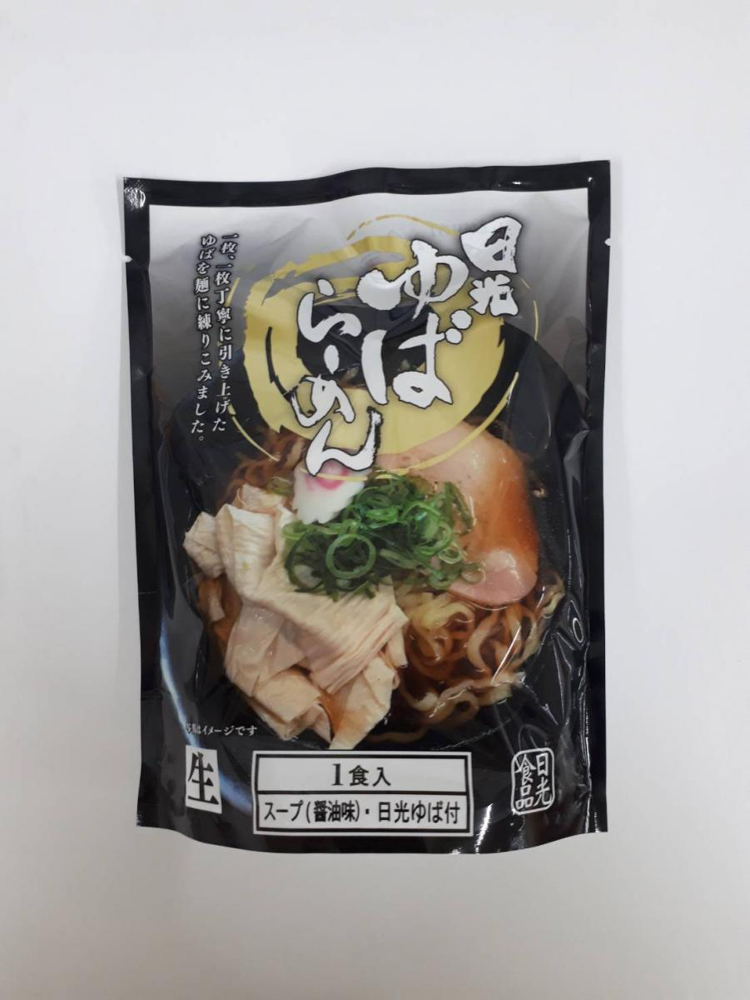 日光
ゆば
らーめん
一枚、一枚丁寧に引き上げた
ゆばを麺に練りこみました。
写真はイメージです
生
1食入
スープ(醤油味)・日光ゆば付
日光
食品